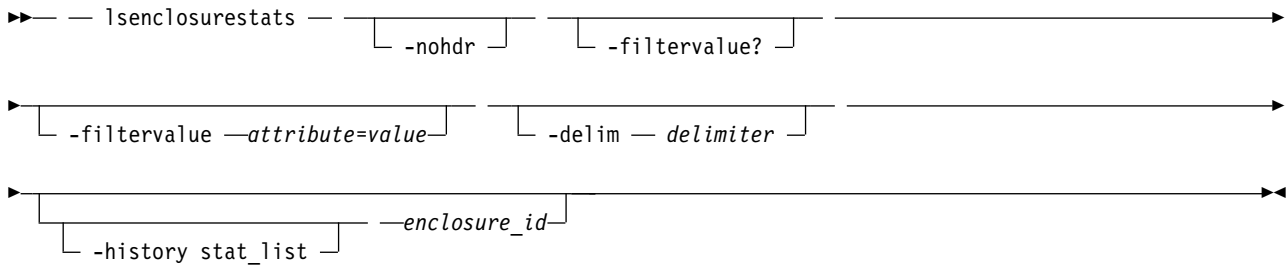 lsenclosurestats -nohdr -filtervalue?
-filtervalue attribute=value -delim delimiter
-history stat_list enclosure_id